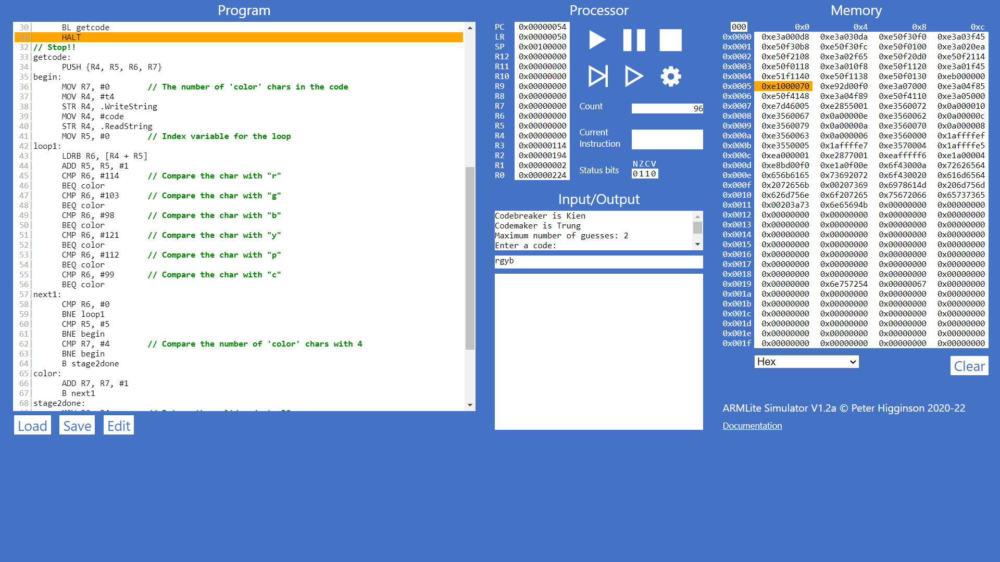 Program
30| BL getcode
31| HALT
32|// Stop!!
33|getcode:
34| PUSH {R4, R5, R6, R7}
35|begin:
36| MOV R7, #0 // The number of 'color' chars in the code
37| MOV R4, #t4
38| STR R4, .WriteString
39| MOV R4, #code
40| STR R4, .ReadString
41| MOV R5, #0 // Index variable for the loop
42|loop1:
43| LDRB R6, [R4 + R5]
44| ADD R5, R5, #1
45| CMP R6, #114 // Compare the char with "r"
46| BEQ color
47| CMP R6, #103 // Compare the char with "g"
48| BEQ color
49| CMP R6, #98 // Compare the char with "b"
50| BEQ color
51| CMP R6, #121 // Compare the char with "y"
52| BEQ color
53| CMP R6, #112 // Compare the char with "p"
54| BEQ color
55| CMP R6, #99 // Compare the char with "c"
56| BEQ color
57|next1:
58| CMP R6, #0
59| BNE loop1
60| CMP R5, #5
61| BNE begin
62| CMP R7, #4 // Compare the number of 'color' chars with 4
63| BNE begin
64| B stage2done
65|color:
66| ADD R7, R7, #1
67| B next1
68|stage2done:
Load Save Edit
Processor
PC 0x00000054
LR 0x00000050
SP 0x00100000
R12 0x00000000
R11 0x00000000
R10 0x00000000
R9 0x00000000
R8 0x00000000
R7 0x00000000
R6 0x00000000
R5 0x00000000
R4 0x00000000
R3 0x00000114
R2 0x00000194
R1 0x00000002
R0 0x00000224
Count 96
Current
Instruction
NZCV
Status bits 0110
Input/Output
Codebreaker is Kien
Codemaker is Trung
Maximum number of guesses: 2
Enter a code:
rgyb
Memory
000 0x0 0x4 0x8 0xc
0x0000 0xe3a000d8 0xe3a030da 0xe50f30f0 0xe3a03f45
0x0001 0xe50f30b8 0xe50f30fc 0xe50f0100 0xe3a020ea
0x0002 0xe50f2108 0xe3a02f65 0xe50f20d0 0xe50f2114
0x0003 0xe50f0118 0xe3a010f8 0xe50f1120 0xe3a01f45
0x0004 0xe51f1140 0xe50f1138 0xe50f0130 0xeb000000
0x0005 0xe1000070 0xe92d00f0 0xe3a07000 0xe3a04f85
0x0006 0xe50f4148 0xe3a04f89 0xe50f4110 0xe3a05000
0x0007 0xe7d46005 0xe2855001 0xe3560072 0x0a000010
0x0008 0xe3560067 0x0a00000e 0xe3560062 0x0a00000c
0x0009 0xe3560079 0x0a00000a 0xe3560070 0x0a000008
0x000a 0xe3560063 0x0a000006 0xe3560000 0x1affffef
0x000b 0xe3550005 0x1affffe7 0xe3570004 0x1affffe5
0x000c 0xea000001 0xe2877001 0xeafffff6 0xe1a00004
0x000d 0xe8bd00f0 0xe1a0f00e 0x6f43000a 0x72626564
0x000e 0x656b6165 0x73692072 0x6f430020 0x616d6564
0x000f 0x2072656b 0x00207369 0x6978614d 0x206d756d
0x0010 0x626d756e 0x6f207265 0x75672066 0x65737365
0x0011 0x00203a73 0x6e65694b 0x00000000 0x00000000
0x0012 0x00000000 0x00000000 0x00000000 0x00000000
0x0013 0x00000000 0x00000000 0x00000000 0x00000000
0x0014 0x00000000 0x00000000 0x00000000 0x00000000
0x0015 0x00000000 0x00000000 0x00000000 0x00000000
0x0016 0x00000000 0x00000000 0x00000000 0x00000000
0x0017 0x00000000 0x00000000 0x00000000 0x00000000
0x0018 0x00000000 0x00000000 0x00000000 0x00000000
0x0019 0x00000000 0x6e757254 0x00000067 0x00000000
0x001a 0x00000000 0x00000000 0x00000000 0x00000000
0x001b 0x00000000 0x00000000 0x00000000 0x00000000
0x001c 0x00000000 0x00000000 0x00000000 0x00000000
0x001d 0x00000000 0x00000000 0x00000000 0x00000000
0x001e 0x00000000 0x00000000 0x00000000 0x00000000
0x001f 0x00000000 0x00000000 0x00000000 0x00000000
Hex
Clear
ARMLite Simulator V1.2a © Peter Higginson 2020-22
Documentation